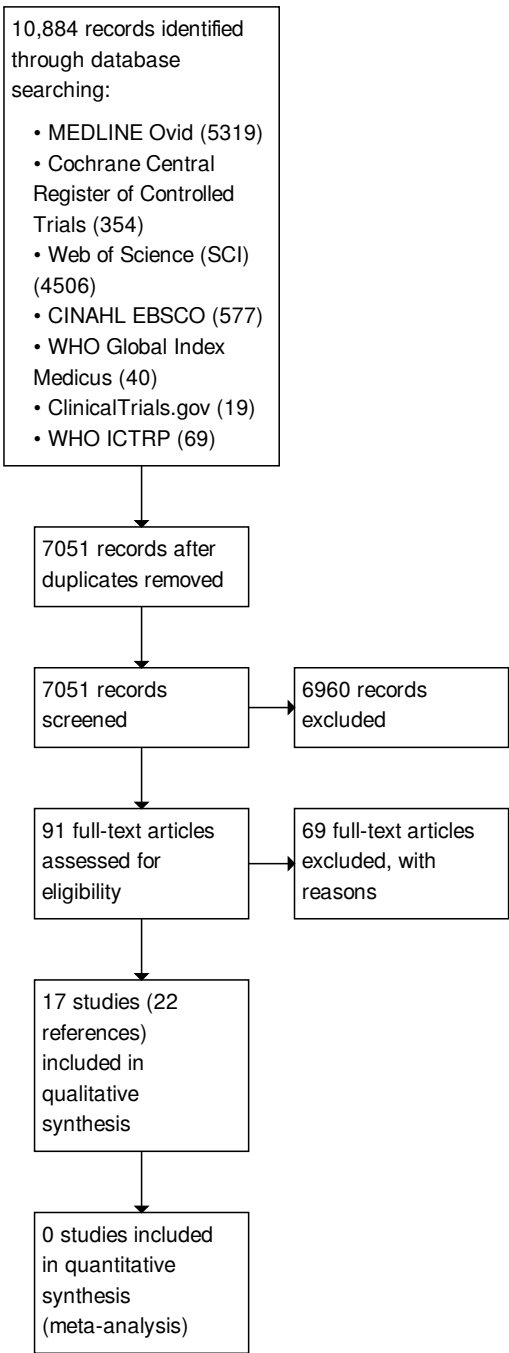 10,884 records identified
through database
searching:
• MEDLINE Ovid (5319)
• Cochrane Central
Register of Controlled
Trials (354)
• Web of Science (SCI)
(4506)
• CINAHL EBSCO (577)
• WHO Global Index
Medicus (40)
• ClinicalTrials.gov (19)
• WHO ICTRP (69)
7051 records after
duplicates removed
7051 records
screened
6960 records
excluded
91 full-text articles
assessed for
eligibility
69 full-text articles
excluded, with
reasons
17 studies (22
references)
included in
qualitative
synthesis
0 studies included
in quantitative
synthesis
(meta-analysis)